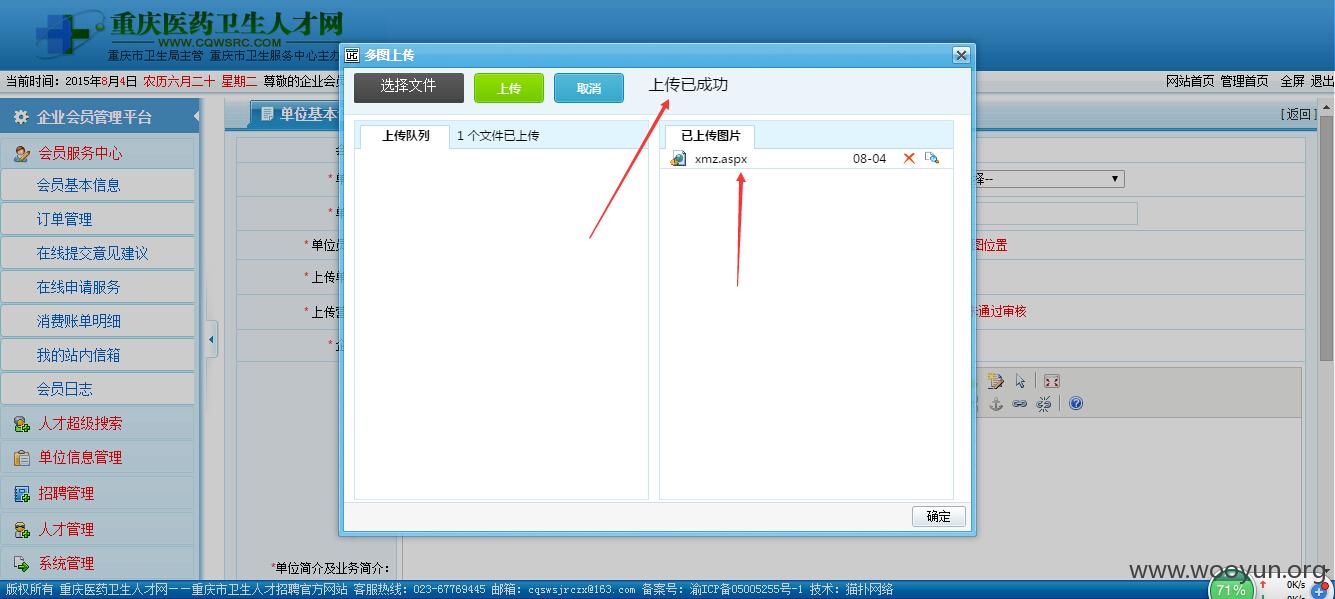 重庆医药卫生人才网
WWW.CQWSRC.COM
重庆市卫生局主管 重庆市卫生服务中心主办
当前时间：2015年8月4日 农历六月二十 星期二 尊敬的企业会员
网站首页 管理首页 全屏 退出
企业会员管理平台
会员服务中心
会员基本信息
订单管理
在线提交意见建议
在线申请服务
消费账单明细
我的站内信箱
会员日志
人才超级搜索
单位信息管理
招聘管理
人才管理
系统管理
单位基本
[返回]
多图上传
选择文件
上传
取消
上传已成功
上传队列
1 个文件已上传
已上传图片
xmz.aspx
08-04
确定
择--
*单位
*上传
*上传
图位置
通过审核
*单位简介及业务简介：
版权所有 重庆医药卫生人才网——重庆市卫生人才招聘官方网站 客服热线：023-67769445 邮箱：cqswsjrczx@163.com 备案号：渝ICP备05005255号-1 技术：猫扑网络
www.wooyun.org
71%
0K/s
0K/s